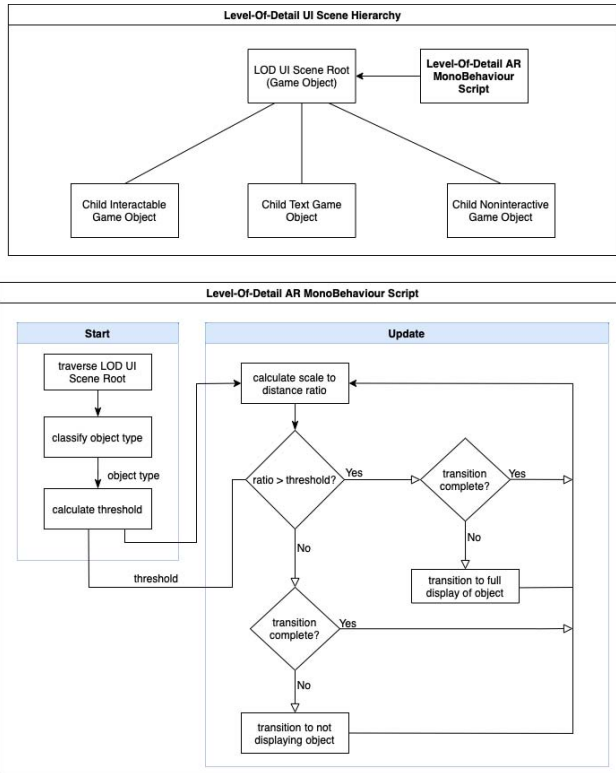 Level-Of-Detail UI Scene Hierarchy
LOD UI Scene Root
(Game Object)
Level-Of-Detail AR
MonoBehaviour
Script
Child Interactable
Game Object
Child Text Game
Object
Child Noninteractive
Game Object
Level-Of-Detail AR MonoBehaviour Script
Start
traverse LOD UI
Scene Root
classify object type
object type
calculate threshold
threshold
Update
calculate scale to
distance ratio
ratio > threshold?
Yes
transition
complete?
Yes
No
transition to full
display of object
No
transition
complete?
Yes
No
transition to not
displaying object